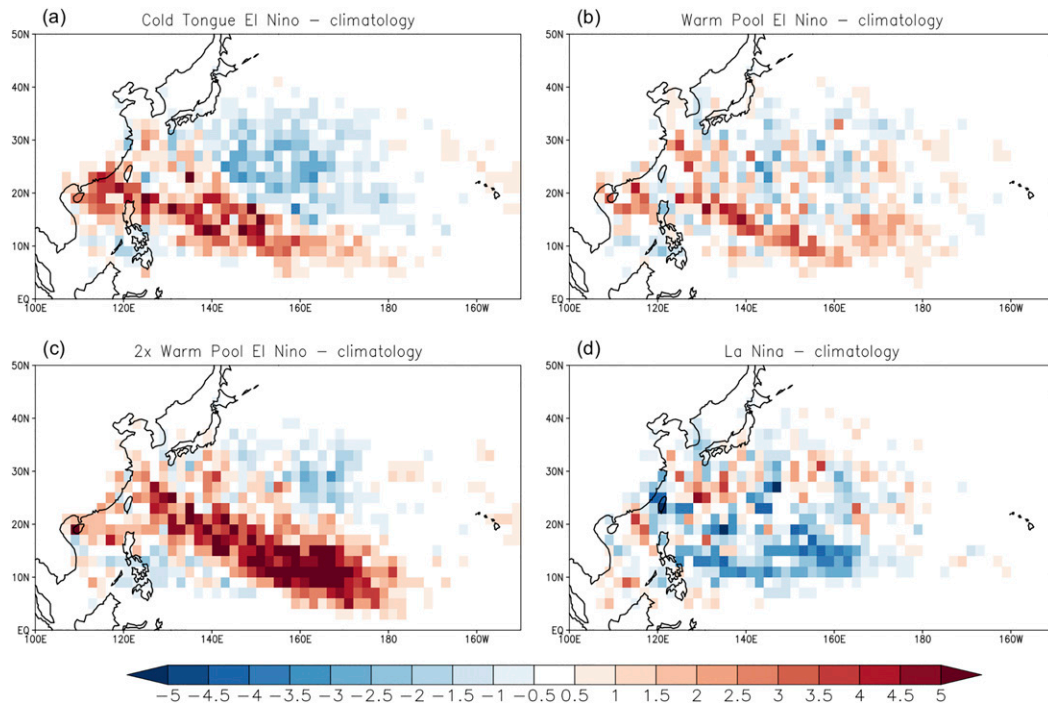 (a) Cold Tongue El Nino – climatology
50N
40N
30N
20N
10N
EQ
100E 120E 140E 160E 180 160W
(b) Warm Pool El Nino – climatology
50N
40N
30N
20N
10N
EQ
100E 120E 140E 160E 180 160W
(c) 2x Warm Pool El Nino – climatology
50N
40N
30N
20N
10N
EQ
100E 120E 140E 160E 180 160W
(d) La Nina – climatology
50N
40N
30N
20N
10N
EQ
100E 120E 140E 160E 180 160W
−5 −4.5 −4 −3.5 −3 −2.5 −2 −1.5 −1 −0.5 0.5 1 1.5 2 2.5 3 3.5 4 4.5 5